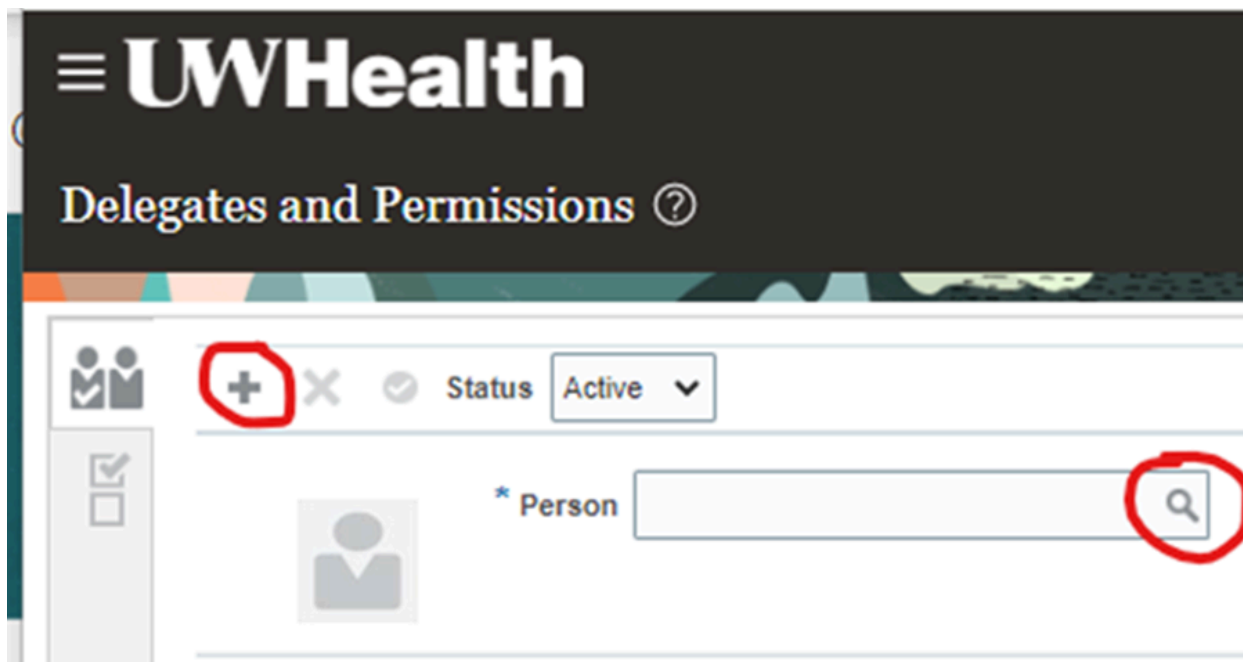 UWHealth
Delegates and Permissions ?
Status Active
* Person